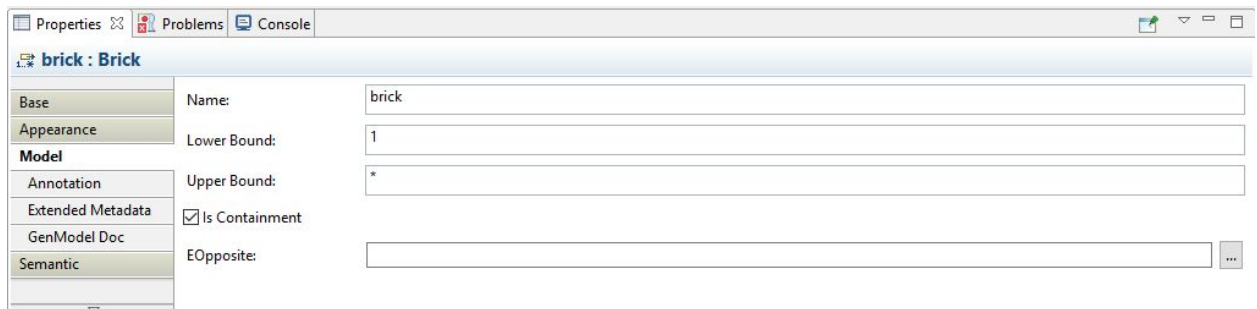 Properties Problems Console
1..* brick : Brick
Base
Appearance
Model
Annotation
Extended Metadata
GenModel Doc
Semantic
Name: brick
Lower Bound: 1
Upper Bound: *
Is Containment
EOpposite: ...